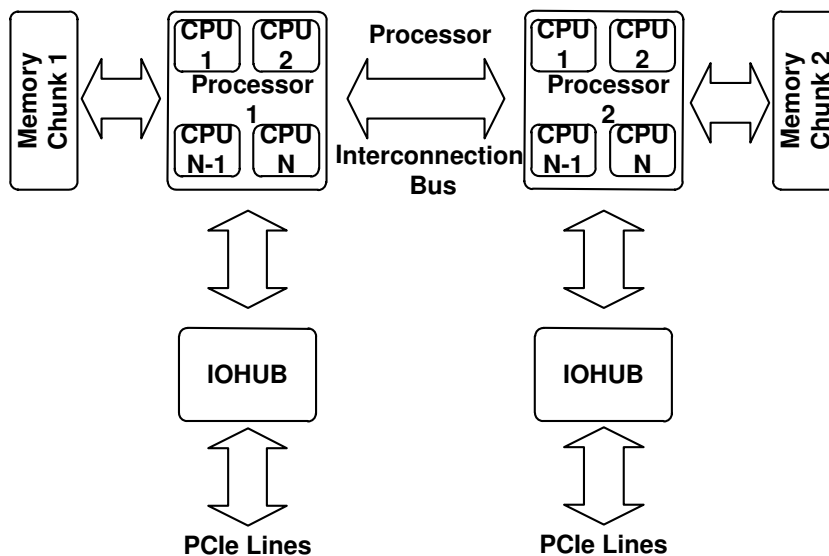 Memory
Chunk 1
CPU
1
CPU
2
Processor
1
CPU
N-1
CPU
N
Processor
Interconnection
Bus
CPU
1
CPU
2
Processor
2
CPU
N-1
CPU
N
Memory
Chunk 2
IOHUB
IOHUB
PCIe Lines
PCIe Lines